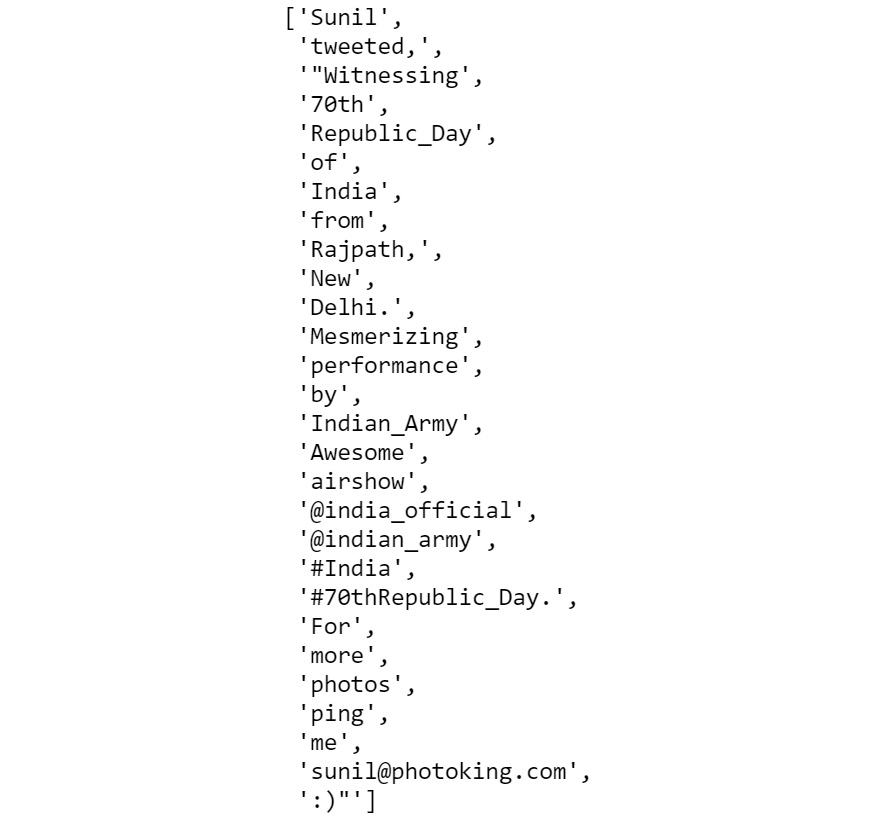 ['Sunil',
'tweeted,',
'"Witnessing',
'70th',
'Republic_Day',
'of',
'India',
'from',
'Rajpath,',
'New',
'Delhi.',
'Mesmerizing',
'performance',
'by',
'Indian_Army',
'Awesome',
'airshow',
'@india_official',
'@indian_army',
'#India',
'#70thRepublic_Day.',
'For',
'more',
'photos',
'ping',
'me',
'sunil@photoking.com',
':)"']